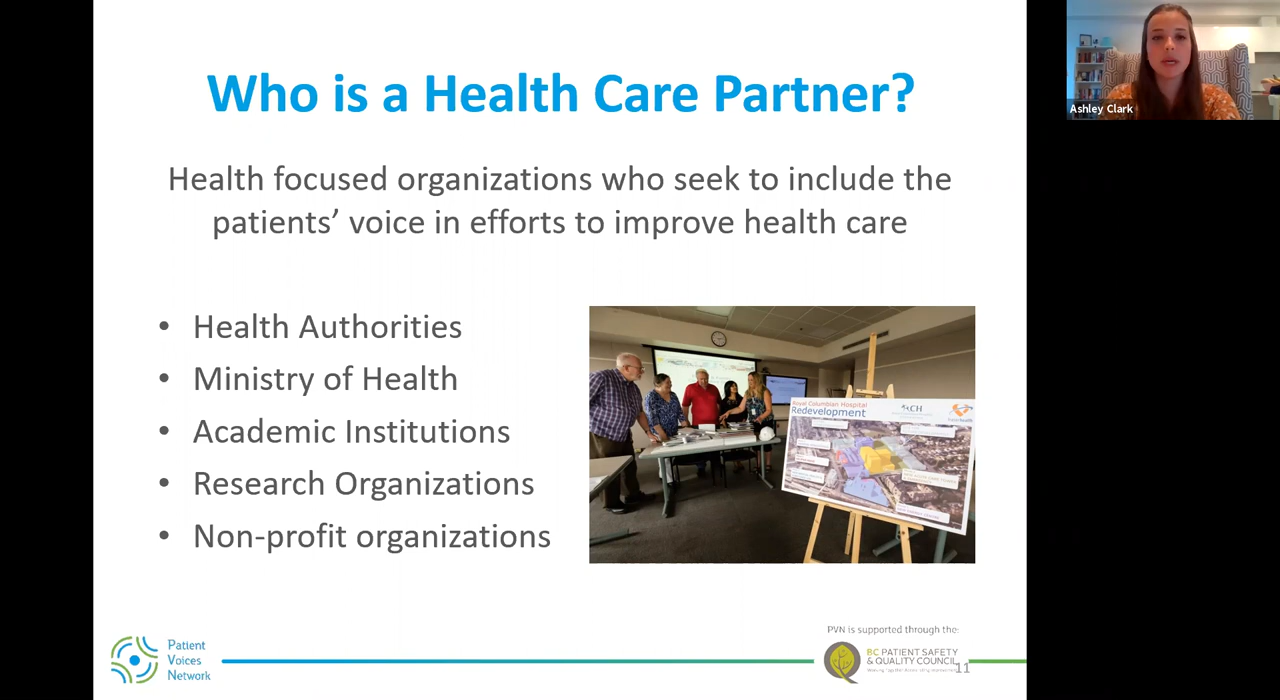 Who is a Health Care Partner?
Health focused organizations who seek to include the
patients’ voice in efforts to improve health care
• Health Authorities
• Ministry of Health
• Academic Institutions
• Research Organizations
• Non-profit organizations
Royal Columbian Hospital
Redevelopment
RCH
Patient
Voices
Network
PVN is supported through the:
BC PATIENT SAFETY
& QUALITY COUNCIL
11
Ashley Clark